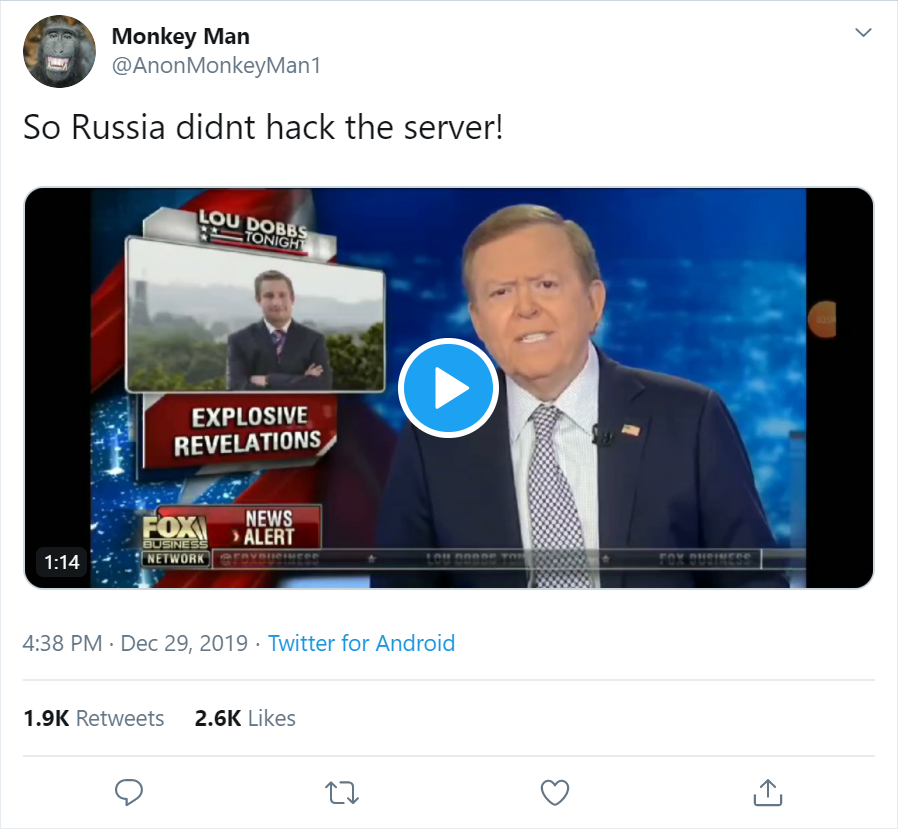 Monkey Man
@AnonMonkeyMan1
So Russia didnt hack the server!
LOU DOBBS
TONIGHT
EXPLOSIVE
REVELATIONS
FOX
BUSINESS
NETWORK
NEWS
› ALERT
@FOXBUSINESS
LOU DOBBS TON
FOX BUSINESS
1:14
4:38 PM · Dec 29, 2019 · Twitter for Android
1.9K Retweets 2.6K Likes